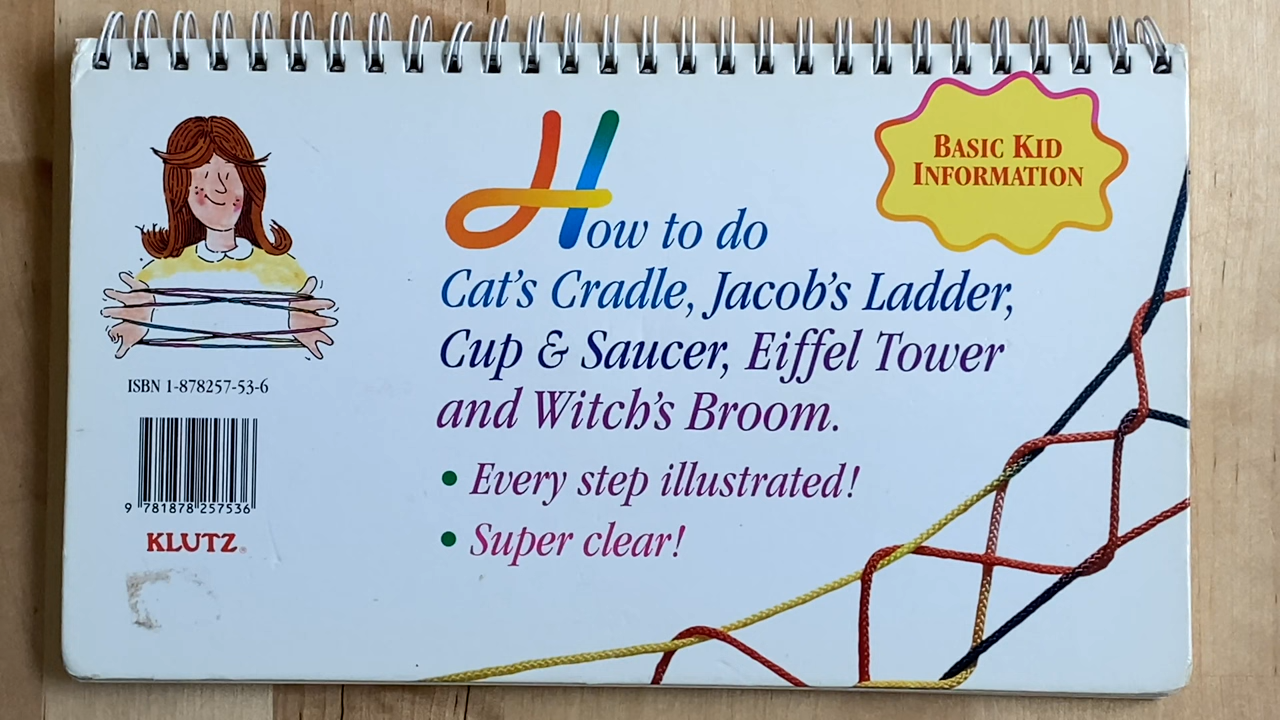 BASIC KID
INFORMATION
How to do
Cat's Cradle, Jacob's Ladder,
Cup & Saucer, Eiffel Tower
and Witch's Broom.
• Every step illustrated!
• Super clear!
ISBN 1-878257-53-6
9 781878 257536
KLUTZ®